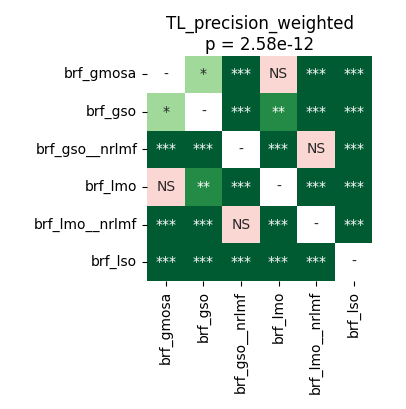 TL_precision_weighted
p = 2.58e-12
brf_gmosa - * *** NS *** ***
brf_gso * - *** ** *** ***
brf_gso__nrlmf *** *** - *** NS ***
brf_lmo NS ** *** - *** ***
brf_lmo__nrlmf *** *** NS *** - ***
brf_lso *** *** *** *** *** -
brf_gmosa
brf_gso
brf_gso__nrlmf
brf_lmo
brf_lmo__nrlmf
brf_lso